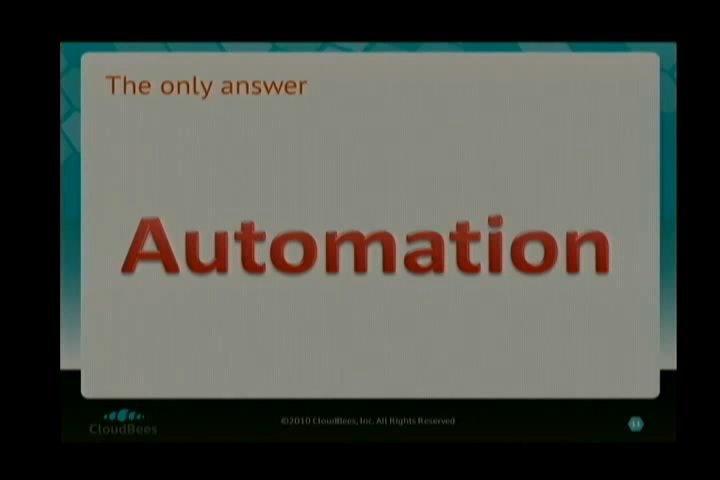 The only answer
Automation
CloudBees
©2010 CloudBees, Inc. All Rights Reserved
11